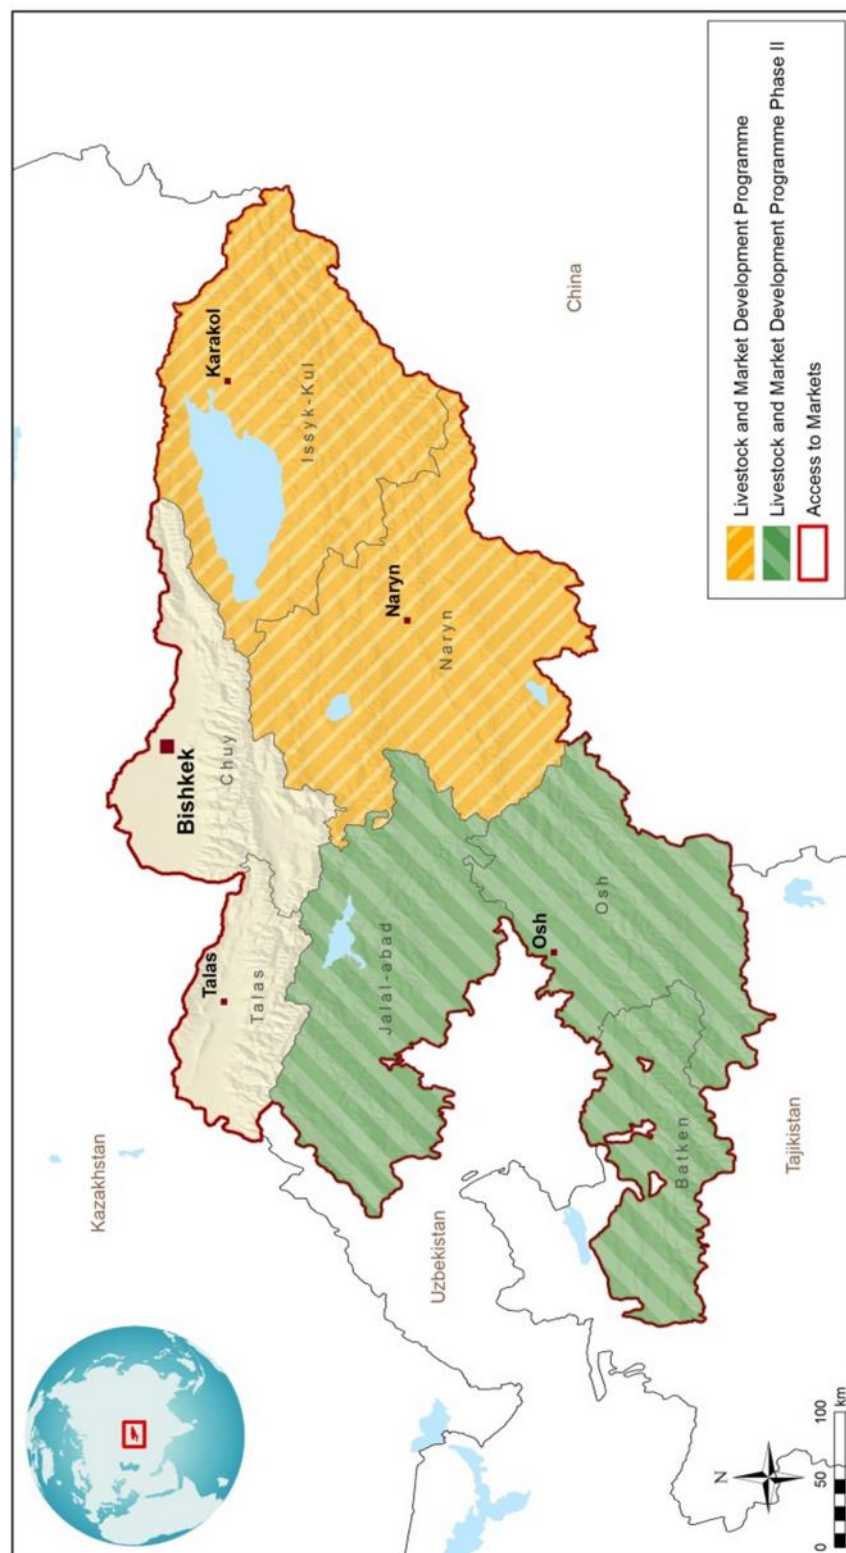 Kazakhstan
Uzbekistan
Tajikistan
China
Talas
Talas
Bishkek
Chuy
Karakol
Issyk-Kul
Naryn
Naryn
Jalal-abad
Osh
Osh
Batken
N
0 50 100
km
Livestock and Market Development Programme
Livestock and Market Development Programme Phase II
Access to Markets